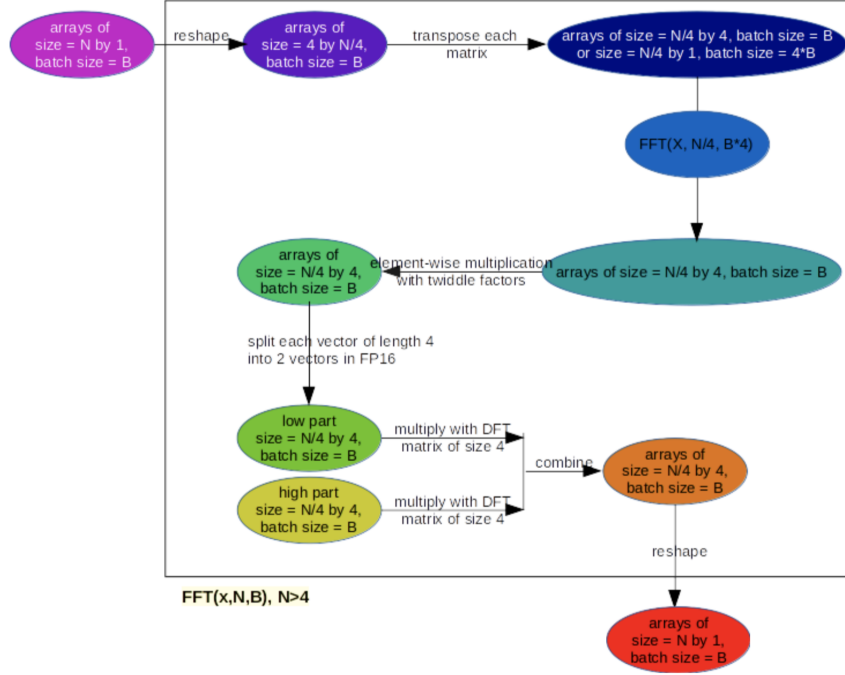 arrays of
size = N by 1,
batch size = B
reshape
arrays of
size = 4 by N/4,
batch size = B
transpose each
matrix
arrays of size = N/4 by 4, batch size = B
or size = N/4 by 1, batch size = 4*B
FFT(X, N/4, B*4)
arrays of size = N/4 by 4, batch size = B
element-wise multiplication
with twiddle factors
arrays of
size = N/4 by 4,
batch size = B
split each vector of length 4
into 2 vectors in FP16
low part
size = N/4 by 4,
batch size = B
multiply with DFT
matrix of size 4
high part
size = N/4 by 4,
batch size = B
multiply with DFT
matrix of size 4
combine
arrays of
size = N/4 by 4,
batch size = B
reshape
FFT(x,N,B), N>4
arrays of
size = N by 1,
batch size = B